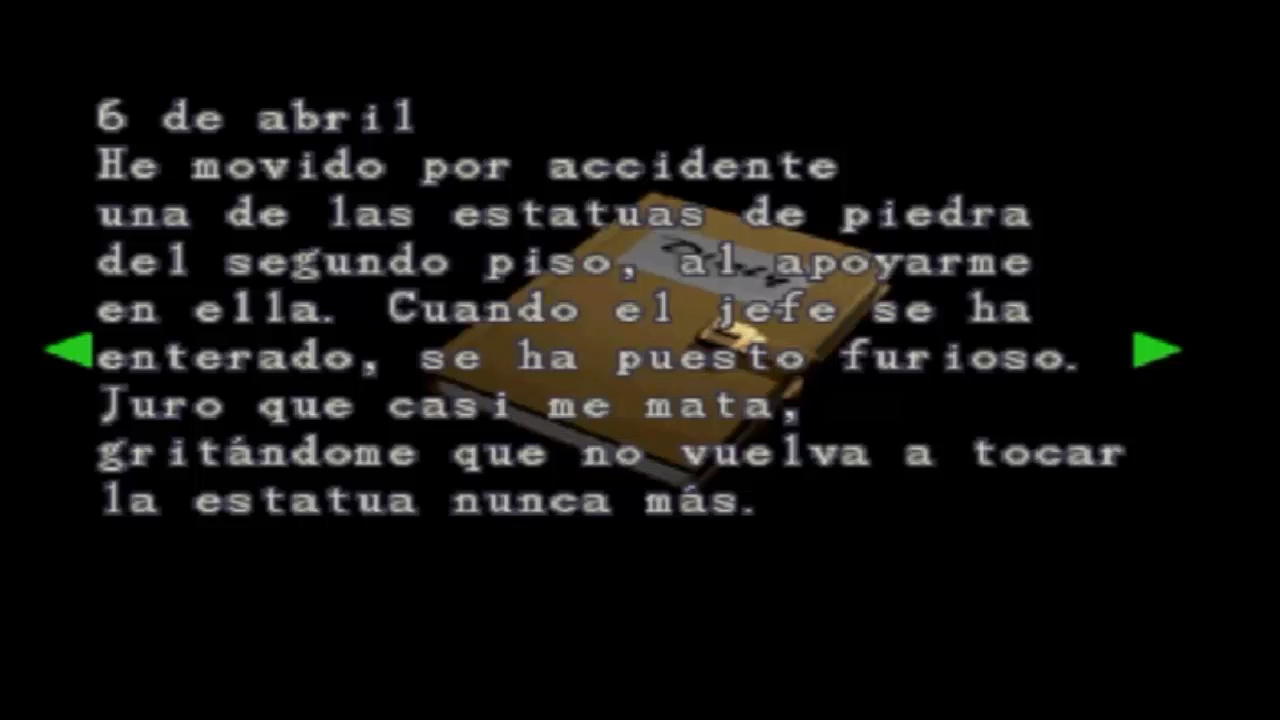 6 de abril
He movido por accidente
una de las estatuas de piedra
del segundo piso, al apoyarme
en ella. Cuando el jefe se ha
enterado, se ha puesto furioso.
Juro que casi me mata,
gritándome que no vuelva a tocar
la estatua nunca más.